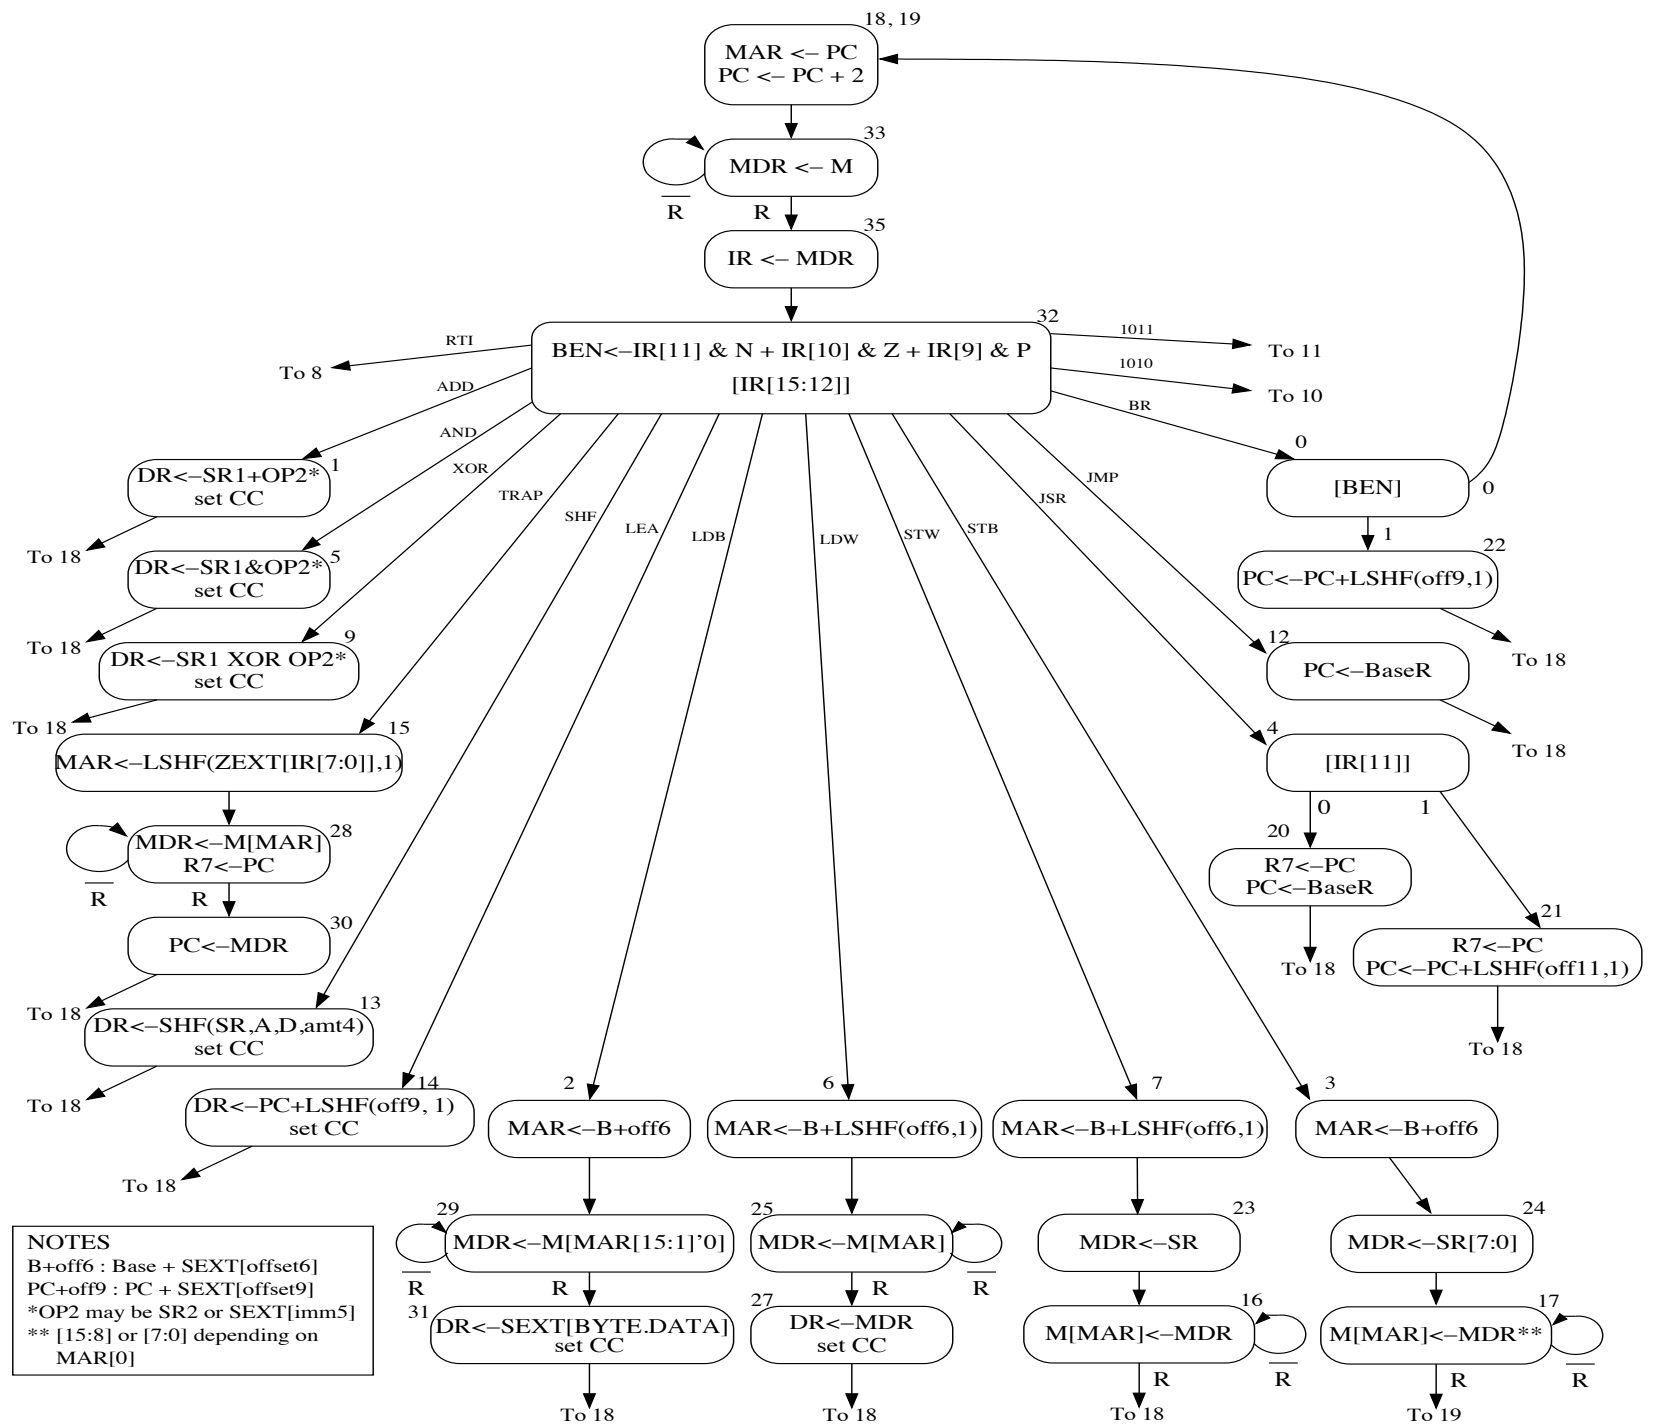 18, 19
MAR <– PC
PC <– PC + 2
33
MDR <– M
R
R
35
IR <– MDR
32
BEN<–IR[11] & N + IR[10] & Z + IR[9] & P
[IR[15:12]]
RTI
To 8
1011
To 11
1010
To 10
ADD
AND
XOR
TRAP
SHF
LEA
LDB
LDW
STW
STB
JSR
JMP
BR
1
DR<–SR1+OP2*
set CC
To 18
5
DR<–SR1&OP2*
set CC
To 18
9
DR<–SR1 XOR OP2*
set CC
To 18
15
MAR<–LSHF(ZEXT[IR[7:0]],1)
28
MDR<–M[MAR]
R7<–PC
R
R
30
PC<–MDR
To 18
13
DR<–SHF(SR,A,D,amt4)
set CC
To 18
14
DR<–PC+LSHF(off9, 1)
set CC
To 18
0
[BEN]
0
1
22
PC<–PC+LSHF(off9,1)
To 18
12
PC<–BaseR
To 18
4
[IR[11]]
0
1
20
R7<–PC
PC<–BaseR
To 18
21
R7<–PC
PC<–PC+LSHF(off11,1)
To 18
2
MAR<–B+off6
29
MDR<–M[MAR[15:1]’0]
R
R
31
DR<–SEXT[BYTE.DATA]
set CC
To 18
6
MAR<–B+LSHF(off6,1)
25
MDR<–M[MAR]
R
R
27
DR<–MDR
set CC
To 18
7
MAR<–B+LSHF(off6,1)
23
MDR<–SR
16
M[MAR]<–MDR
R
R
To 18
3
MAR<–B+off6
24
MDR<–SR[7:0]
17
M[MAR]<–MDR**
R
R
To 19
NOTES
B+off6 : Base + SEXT[offset6]
PC+off9 : PC + SEXT[offset9]
*OP2 may be SR2 or SEXT[imm5]
** [15:8] or [7:0] depending on
MAR[0]